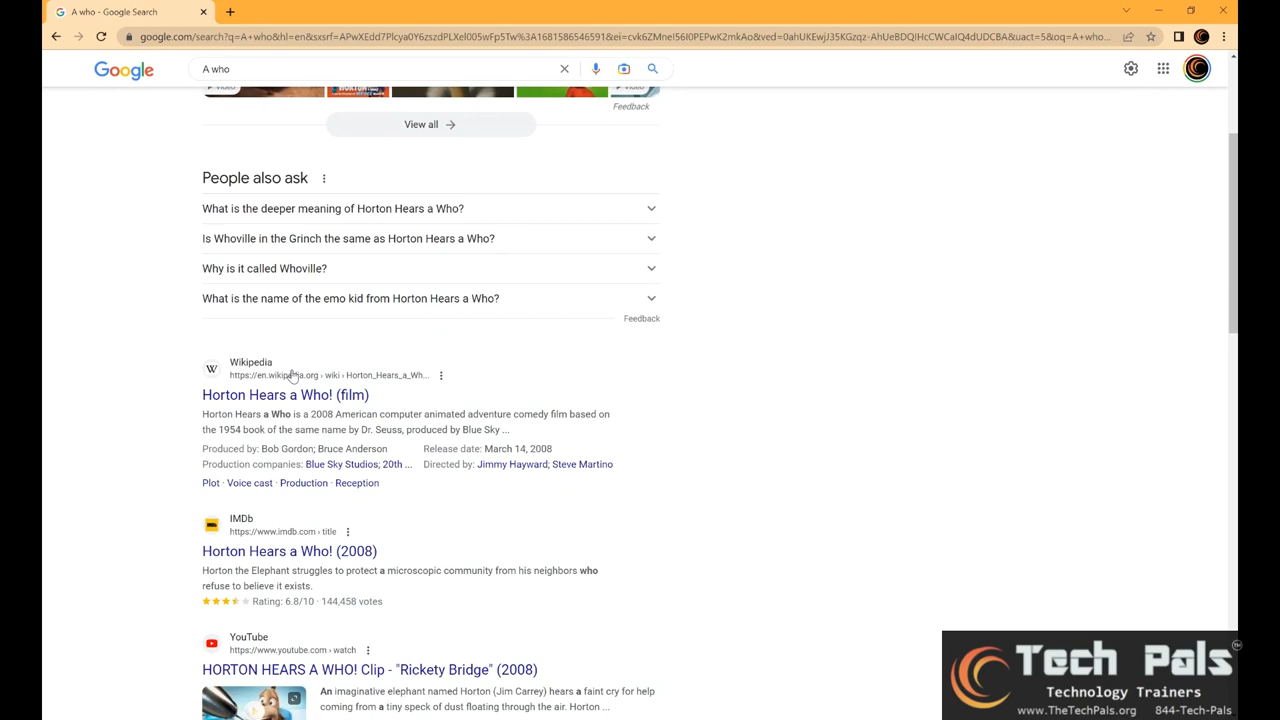 A who - Google Search
google.com/search?q=A+who&hl=en&sxsrf=APwXEdd7Plcya0Y6zszdPLXel005wFp5Tw%3A1681586546591&ei=cvk6ZMneI56I0PEPwK2mkAo&ved=0ahUKEwjJ35KGzqz-AhUeBDQIHcCWCaIQ4dUDCBA&uact=5&oq=A+who...
Google
A who
Video
Video
Feedback
View all
People also ask
What is the deeper meaning of Horton Hears a Who?
Is Whoville in the Grinch the same as Horton Hears a Who?
Why is it called Whoville?
What is the name of the emo kid from Horton Hears a Who?
Feedback
Wikipedia
https://en.wikipedia.org › wiki › Horton_Hears_a_Wh...
Horton Hears a Who! (film)
Horton Hears a Who is a 2008 American computer animated adventure comedy film based on
the 1954 book of the same name by Dr. Seuss, produced by Blue Sky ...
Produced by: Bob Gordon; Bruce Anderson Release date: March 14, 2008
Production companies: Blue Sky Studios; 20th ... Directed by: Jimmy Hayward; Steve Martino
Plot · Voice cast · Production · Reception
IMDb
https://www.imdb.com › title
Horton Hears a Who! (2008)
Horton the Elephant struggles to protect a microscopic community from his neighbors who
refuse to believe it exists.
Rating: 6.8/10 · 144,458 votes
YouTube
https://www.youtube.com › watch
HORTON HEARS A WHO! Clip - "Rickety Bridge" (2008)
An imaginative elephant named Horton (Jim Carrey) hears a faint cry for help
coming from a tiny speck of dust floating through the air. Horton ...
Tech Pals
TM
Technology Trainers
www.TheTechPals.org 844-Tech-Pals